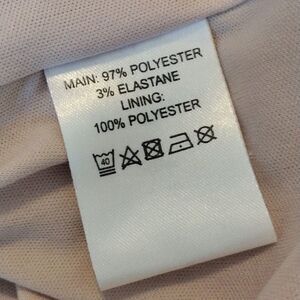 MAIN: 97% POLYESTER
3% ELASTANE
LINING:
100% POLYESTER
40